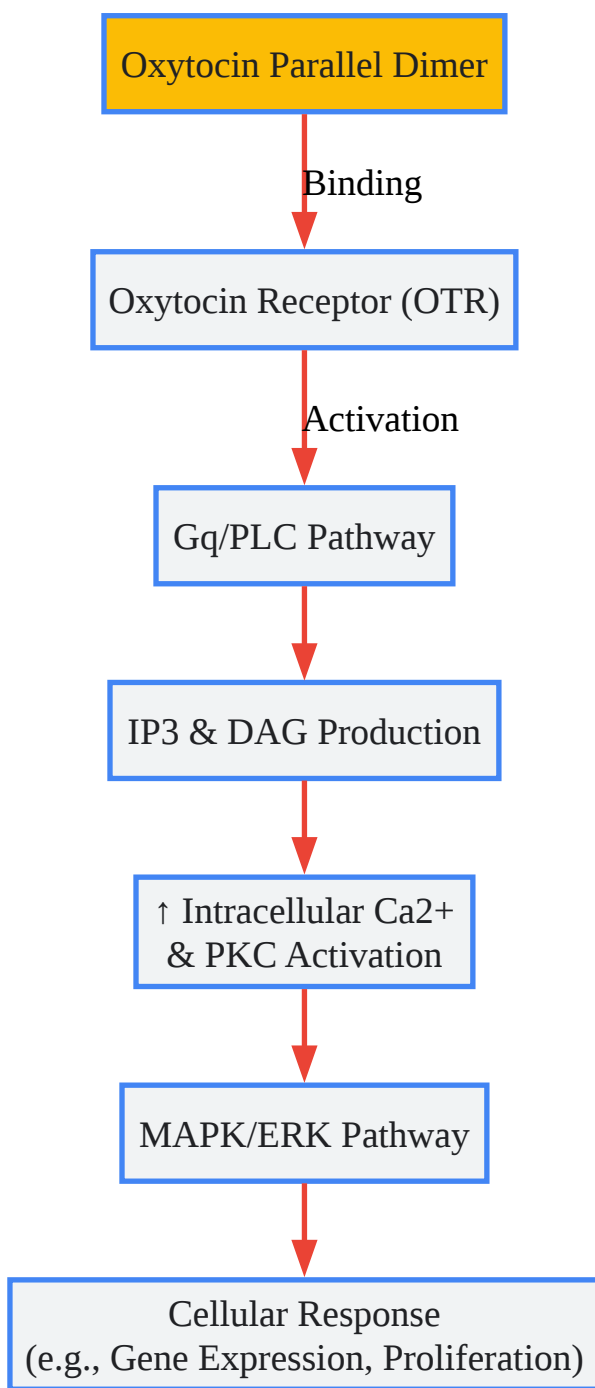 Oxytocin Parallel Dimer
Binding
Oxytocin Receptor (OTR)
Activation
Gq/PLC Pathway
IP3 & DAG Production
↑ Intracellular Ca2+
& PKC Activation
MAPK/ERK Pathway
Cellular Response
(e.g., Gene Expression, Proliferation)